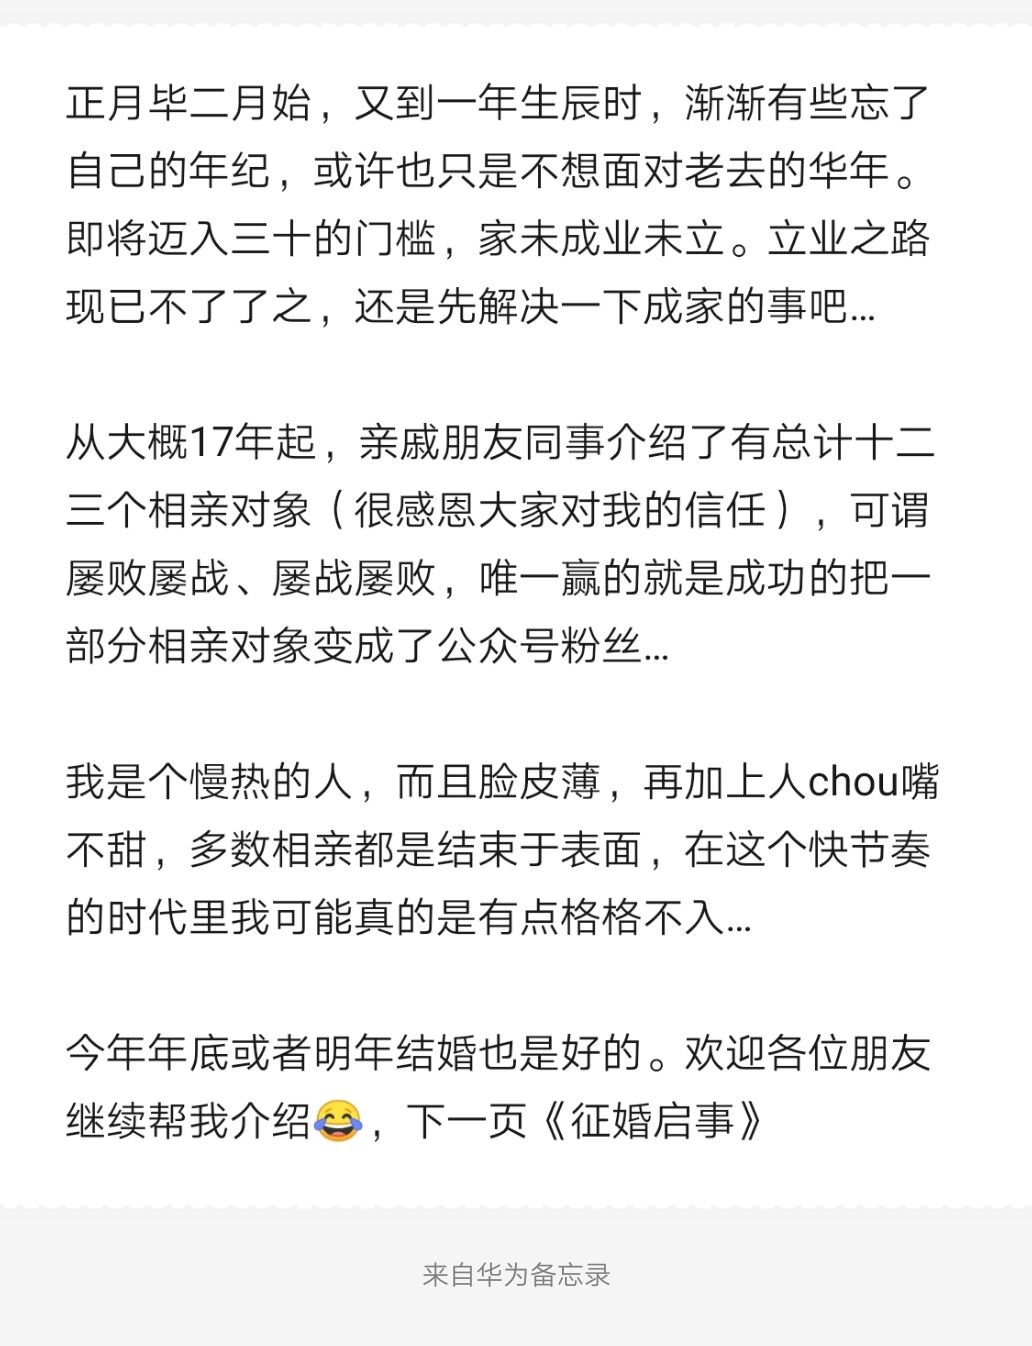 正月毕二月始，又到一年生辰时，渐渐有些忘了
自己的年纪，或许也只是不想面对老去的华年。
即将迈入三十的门槛，家未成业未立。立业之路
现已不了了之，还是先解决一下成家的事吧...
从大概17年起，亲戚朋友同事介绍了有总计十二
三个相亲对象（很感恩大家对我的信任），可谓
屡败屡战、屡战屡败，唯一赢的就是成功的把一
部分相亲对象变成了公众号粉丝...
我是个慢热的人，而且脸皮薄，再加上人chou嘴
不甜，多数相亲都是结束于表面，在这个快节奏
的时代里我可能真的是有点格格不入...
今年年底或者明年结婚也是好的。欢迎各位朋友
继续帮我介绍😂，下一页《征婚启事》
来自华为备忘录